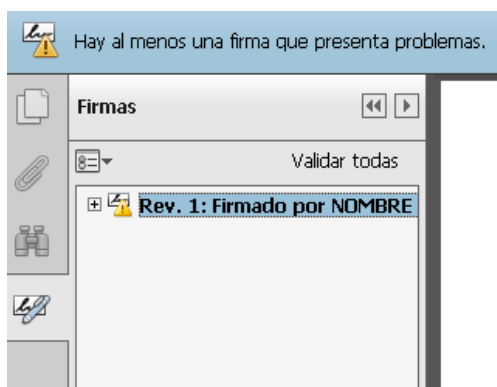 Hay al menos una firma que presenta problemas.
Firmas
Validar todas
Rev. 1: Firmado por NOMBRE